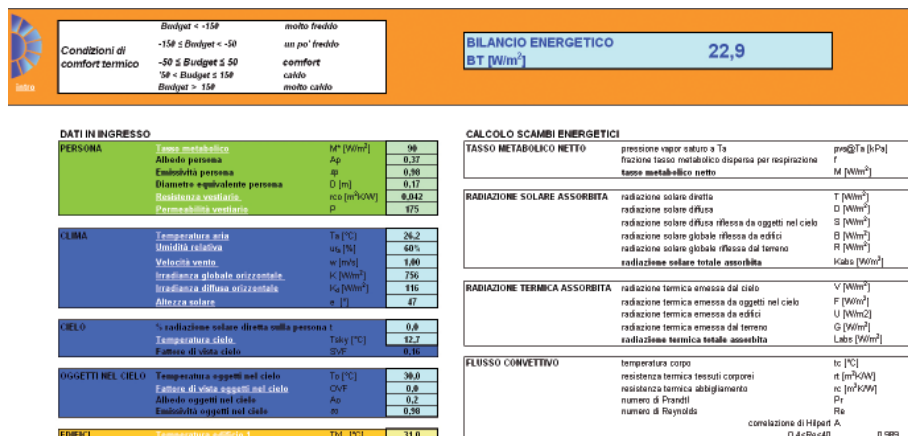 intro
Condizioni di
comfort termico
Budget < -150 molto freddo
-150 ≤ Budget < -50 un po' freddo
-50 ≤ Budget ≤ 50 comfort
'50 < Budget ≤ 150 caldo
Budget > 150 molto caldo
BILANCIO ENERGETICO
BT [W/m²]
22,9
DATI IN INGRESSO
PERSONA Tasso metabolico M* [W/m²] 90
Albedo persona Ap 0,37
Emissività persona εp 0,98
Diametro equivalente persona D [m] 0,17
Resistenza vestiario rco [m²K/W] 0,042
Permeabilità vestiario P 175
CLIMA Temperatura aria Ta [°C] 26,2
Umidità relativa [%] 60%
Velocità vento w [m/s] 1,00
Irradianza globale orizzontale K [W/m²] 756
Irradianza diffusa orizzontale Kd [W/m²] 116
Altezza solare e [°] 47
CIELO % radiazione solare diretta sulla persona t 0,0
Temperatura cielo Tsky [°C] 12,7
Fattore di vista cielo SVF 0,16
OGGETTI NEL CIELO Temperatura oggetti nel cielo To [°C] 30,0
Fattore di vista oggetti nel cielo OVF 0,0
Albedo oggetti nel cielo Ao 0,2
Emissività oggetti nel cielo 0,98
EDIFICI Temperatura edificio 1 [°C] 31,0
CALCOLO SCAMBI ENERGETICI
TASSO METABOLICO NETTO pressione vapor saturo a Ta pvs@Ta [kPa]
frazione tasso metabolico dispersa per respirazione f
tasso metabolico netto M [W/m²]
RADIAZIONE SOLARE ASSORBITA radiazione solare diretta T [W/m²]
radiazione solare diffusa D [W/m²]
radiazione solare diffusa riflessa da oggetti nel cielo S [W/m²]
radiazione solare globale riflessa da edifici B [W/m²]
radiazione solare globale riflessa dal terreno R [W/m²]
radiazione solare totale assorbita Kabs [W/m²]
RADIAZIONE TERMICA ASSORBITA radiazione termica emessa dal cielo V [W/m²]
radiazione termica emessa da oggetti nel cielo F [W/m²]
radiazione termica emessa da edifici U [W/m2]
radiazione termica emessa dal terreno G [W/m²]
radiazione termica totale assorbita Labs [W/m²]
FLUSSO CONVETTIVO temperatura corpo tc [°C]
resistenza termica tessuti corporei rt [m²K/W]
resistenza termica abbigliamento rc [m²K/W]
numero di Prandtl Pr
numero di Reynolds Re
correlazione di Hilpert A
0,4<Re<40 0,989